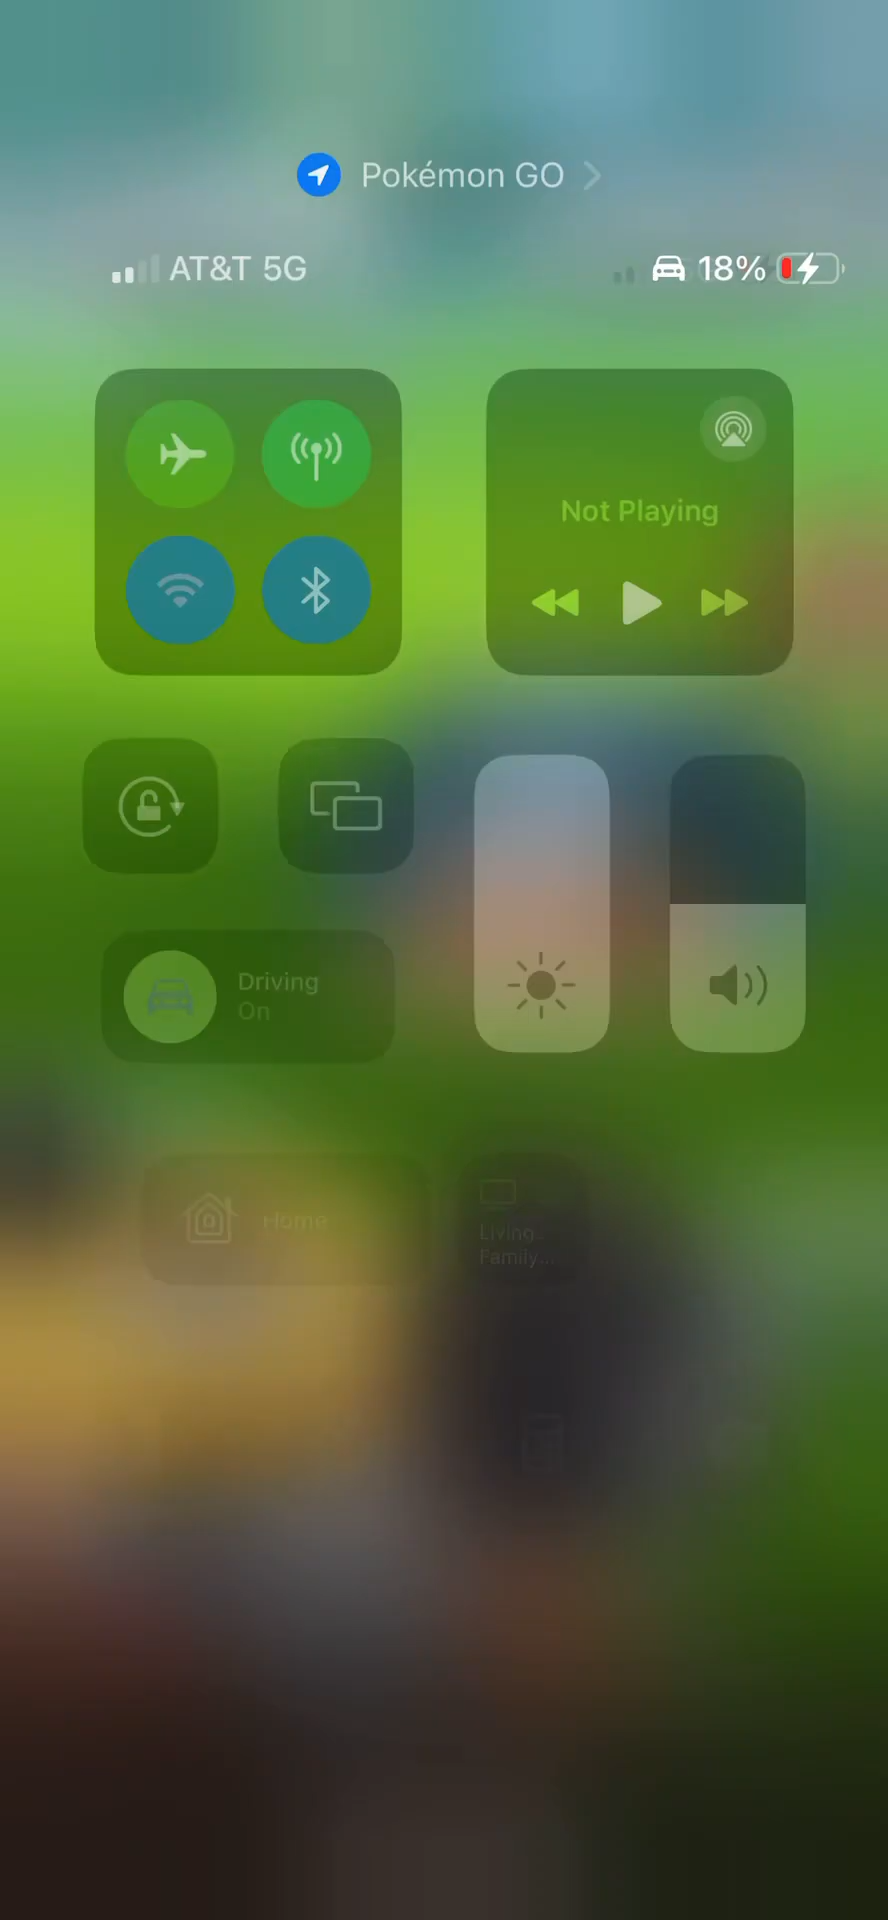 Pokémon GO
AT&T 5G
18%
Not Playing
Driving
On
Home
Living...
Family...